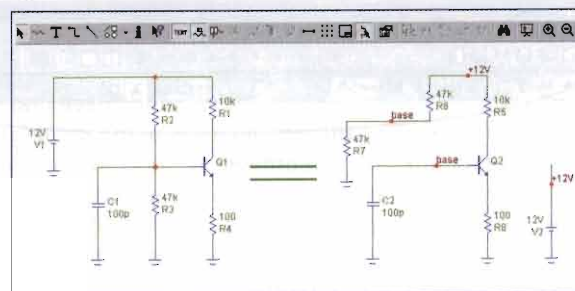 T
i
TEXT
+12V
47k
R2
10k
R1
47k
R6
10k
R5
base
12V
V1
47k
R7
Q1
base
Q2
+12V
C1
100p
47k
R3
100
R4
C2
100p
100
R8
12V
V2